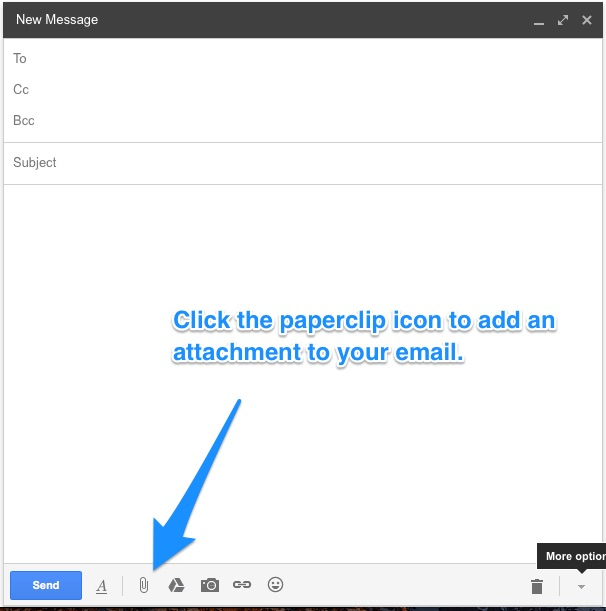 New Message
To
Cc
Bcc
Subject
Click the paperclip icon to add an
attachment to your email.
More option
Send
A